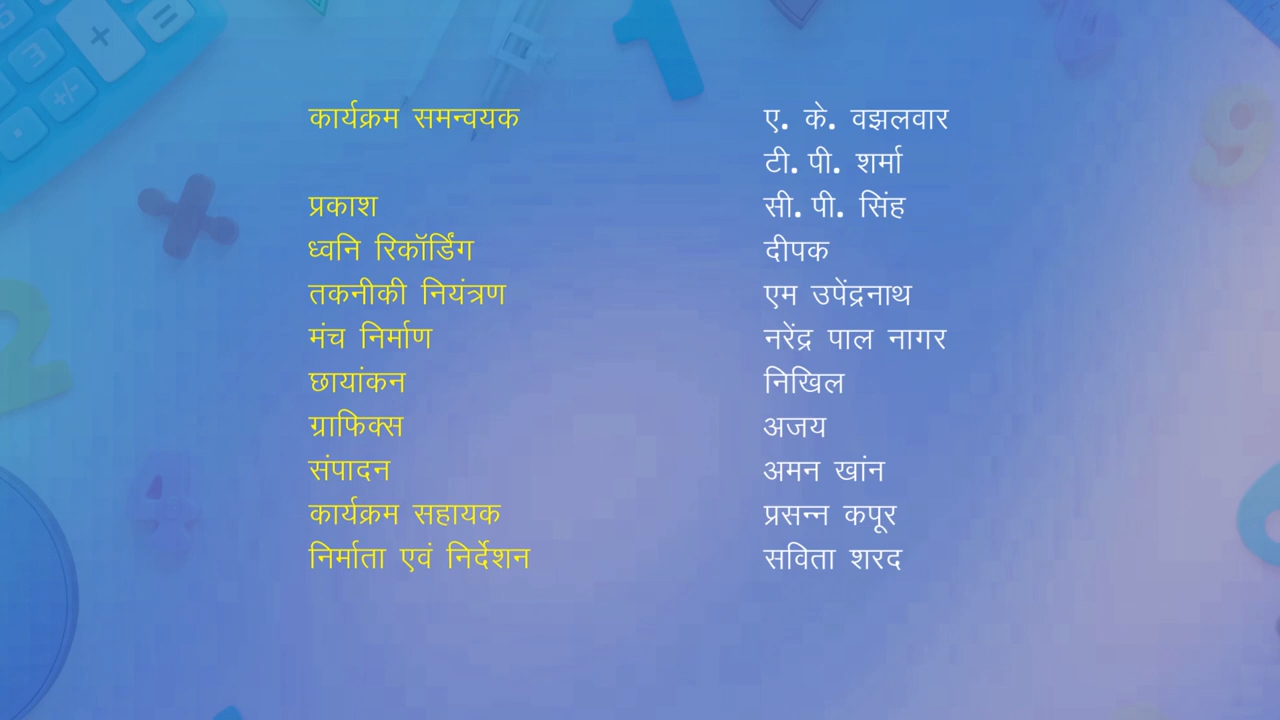 कार्यक्रम समन्वयक ए. के. वझलवार
टी. पी. शर्मा
प्रकाश सी. पी. सिंह
ध्वनि रिकॉर्डिंग दीपक
तकनीकी नियंत्रण एम उपेंद्रनाथ
मंच निर्माण नरेंद्र पाल नागर
छायांकन निखिल
ग्राफिक्स अजय
संपादन अमन खांन
कार्यक्रम सहायक प्रसन्न कपूर
निर्माता एवं निर्देशन सविता शरद